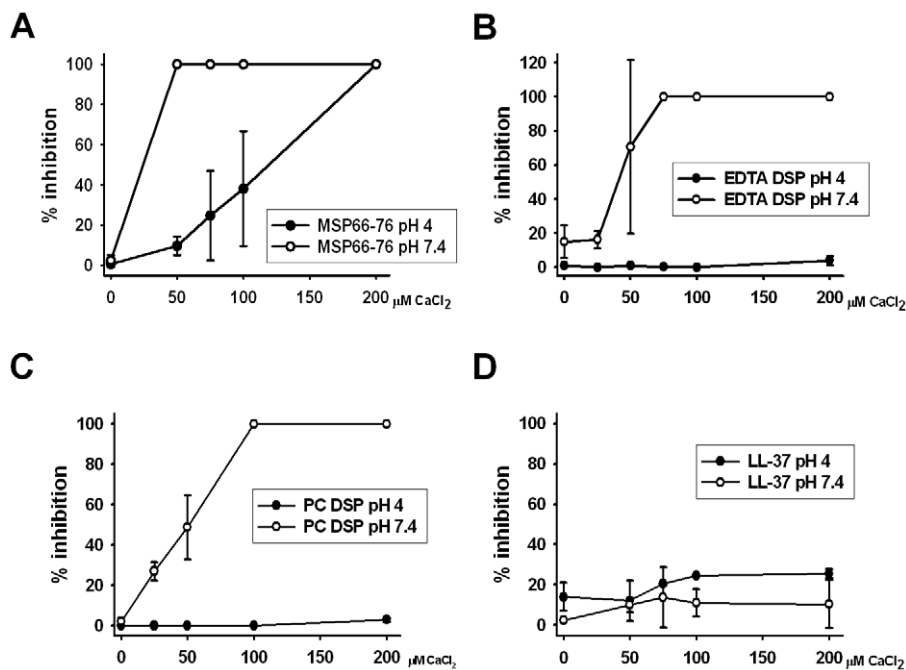 A
100
80
60
40
20
0
% inhibition
MSP66-76 pH 4
MSP66-76 pH 7.4
0 50 100 150 200 μM CaCl2
B
120
100
80
60
40
20
0
% inhibition
EDTA DSP pH 4
EDTA DSP pH 7.4
0 50 100 150 200 μM CaCl2
C
100
80
60
40
20
0
% inhibition
PC DSP pH 4
PC DSP pH 7.4
0 50 100 150 200 μM CaCl2
D
100
80
60
40
20
0
% inhibition
LL-37 pH 4
LL-37 pH 7.4
0 50 100 150 200 μM CaCl2